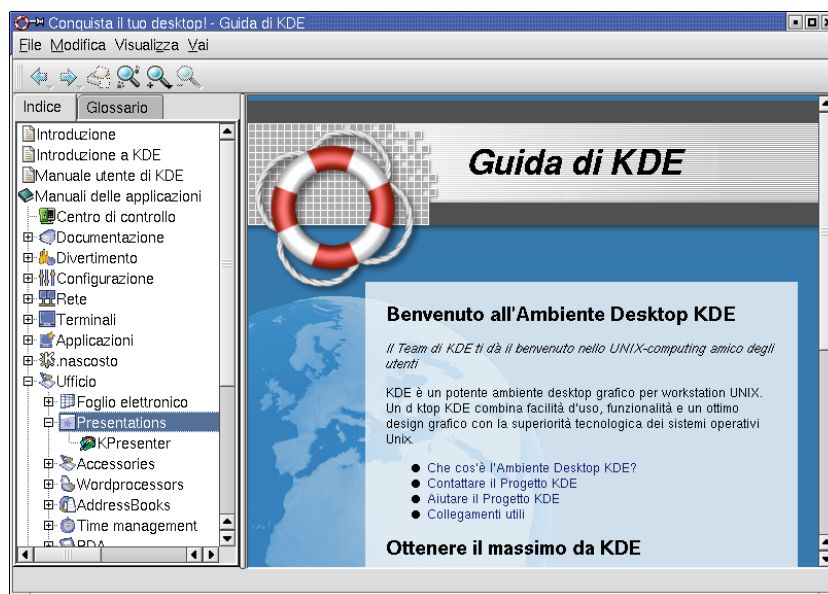 Conquista il tuo desktop! - Guida di KDE
File Modifica Visualizza Vai
Indice Glossario
Introduzione
Introduzione a KDE
Manuale utente di KDE
Manuali delle applicazioni
Centro di controllo
Documentazione
Divertimento
Configurazione
Rete
Terminali
Applicazioni
.nascosto
Ufficio
Foglio elettronico
Presentations
KPresenter
Accessories
Wordprocessors
AddressBooks
Time management
PDA
Guida di KDE
Benvenuto all'Ambiente Desktop KDE
Il Team di KDE ti dà il benvenuto nello UNIX-computing amico degli
utenti
KDE è un potente ambiente desktop grafico per workstation UNIX.
Un d ktop KDE combina facilità d'uso, funzionalità e un ottimo
design grafico con la superiorità tecnologica dei sistemi operativi
Unix.
Che cos'è l'Ambiente Desktop KDE?
Contattare il Progetto KDE
Aiutare il Progetto KDE
Collegamenti utili
Ottenere il massimo da KDE